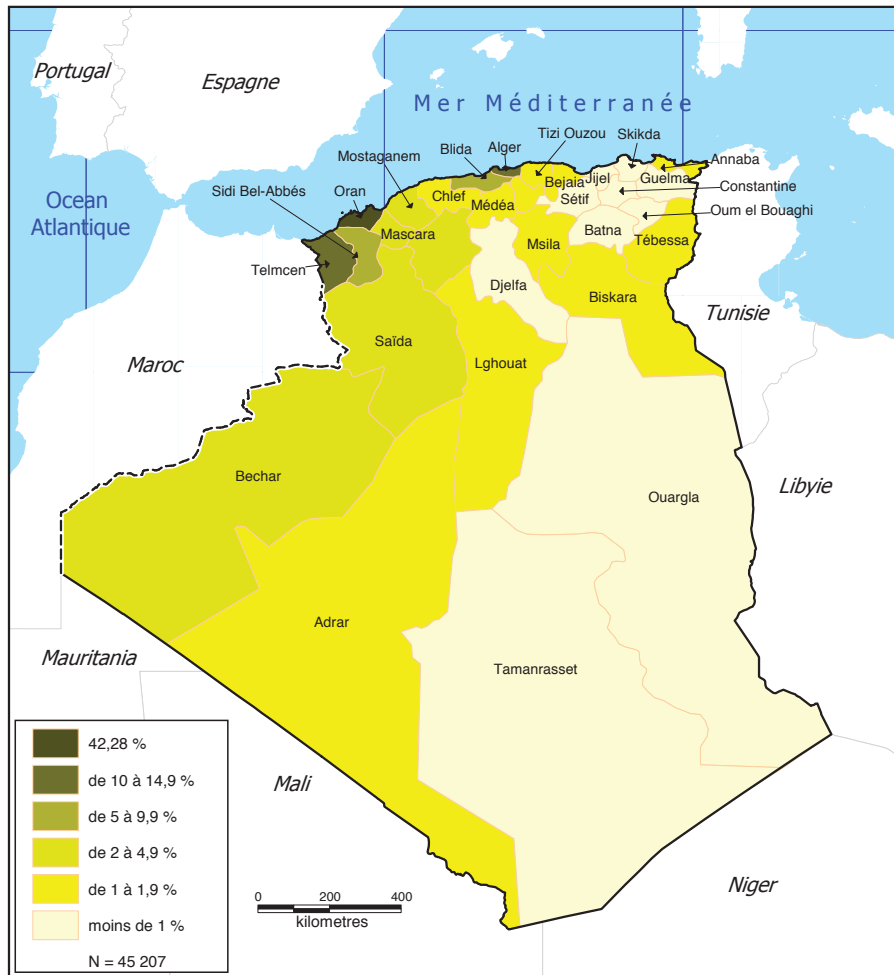 Portugal
Espagne
Mer Méditerranée
Ocean
Atlantique
Mostaganem
Blida
Alger
Tizi Ouzou
Skikda
Annaba
Sidi Bel-Abbés
Oran
Chlef
Médéa
Bejaia
Jijel
Guelma
Constantine
Sétif
Oum el Bouaghi
Mascara
Msila
Batna
Tébessa
Telmcen
Djelfa
Biskara
Tunisie
Maroc
Saïda
Lghouat
Bechar
Ouargla
Libyie
Adrar
Mauritania
Tamanrasset
Mali
Niger
42,28 %
de 10 à 14,9 %
de 5 à 9,9 %
de 2 à 4,9 %
de 1 à 1,9 %
moins de 1 %
N = 45 207
0 200 400
kilometres